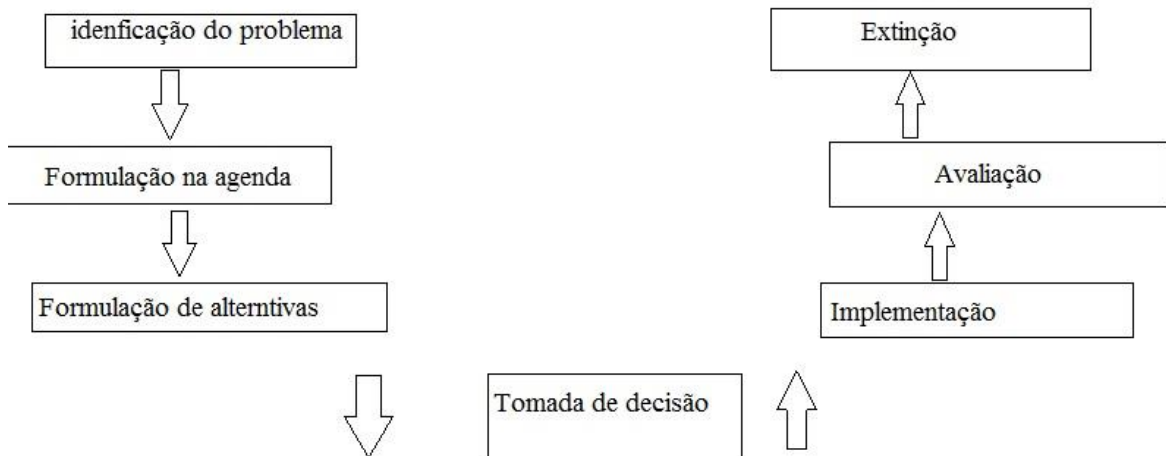 idenficação do problema
Formulação na agenda
Formulação de alterntivas
Tomada de decisão
Implementação
Avaliação
Extinção